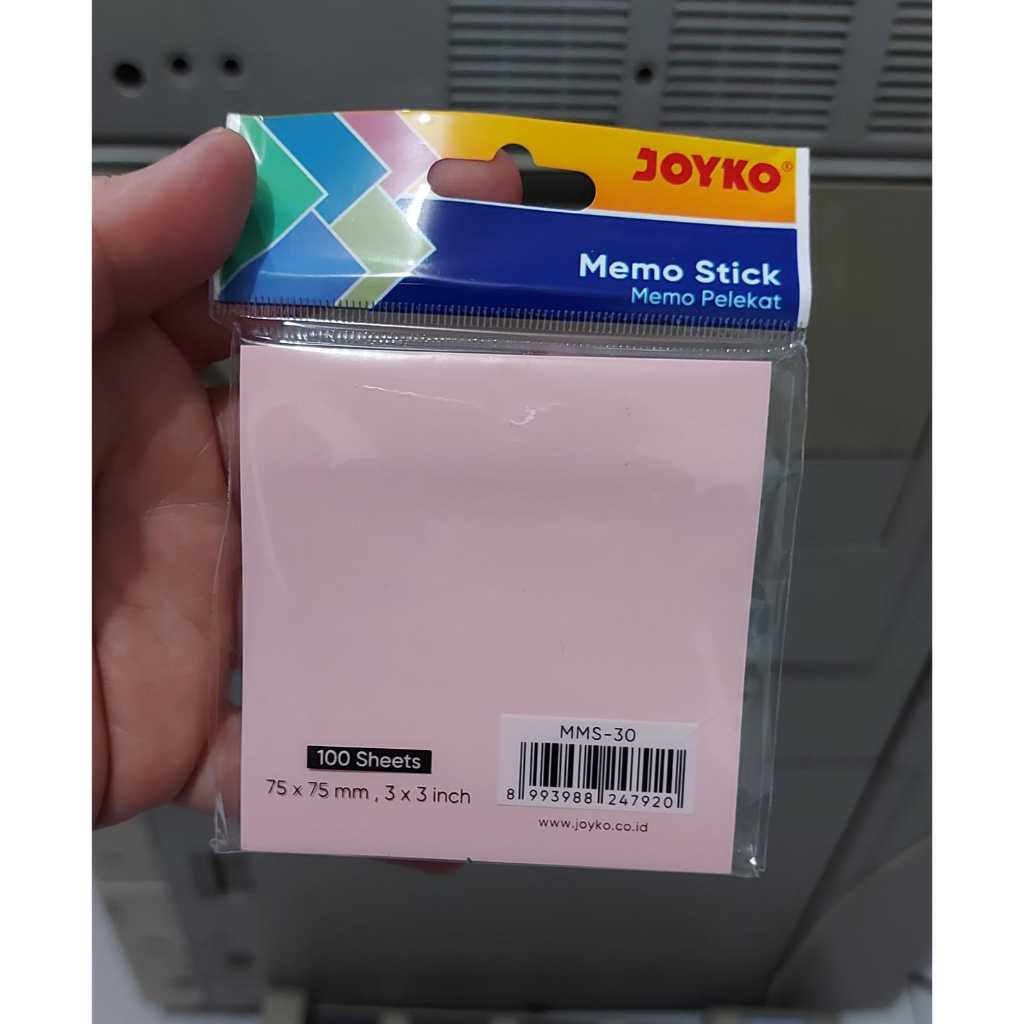 JOYKO®
Memo Stick
Memo Pelekat
MMS-30
100 Sheets
75 x 75 mm , 3 x 3 inch
8 993988 247920
www.joyko.co.id